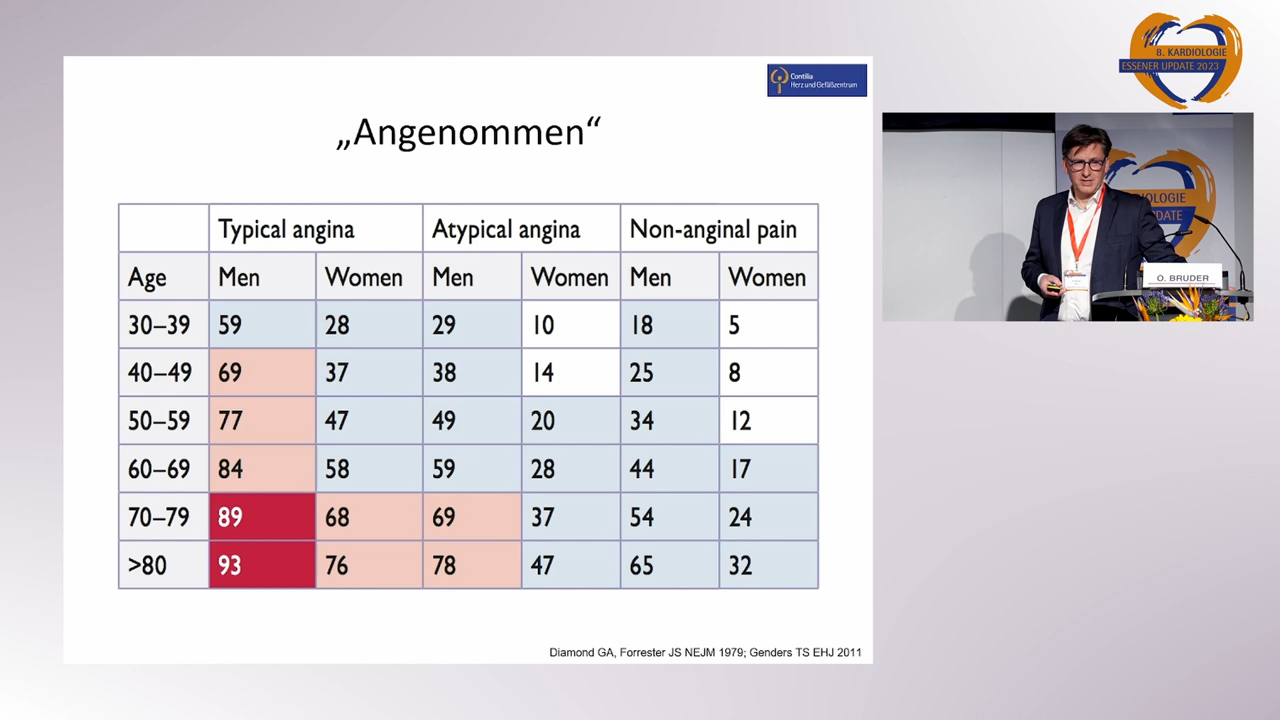 8. KARDIOLOGIE
ESSENER UPDATE 2023
Contilia
Herz und Gefäßzentrum
„Angenommen“
Typical angina Atypical angina Non-anginal pain
Age Men Women Men Women Men Women
30–39 59 28 29 10 18 5
40–49 69 37 38 14 25 8
50–59 77 47 49 20 34 12
60–69 84 58 59 28 44 17
70–79 89 68 69 37 54 24
>80 93 76 78 47 65 32
Diamond GA, Forrester JS NEJM 1979; Genders TS EHJ 2011
O. BRUDER